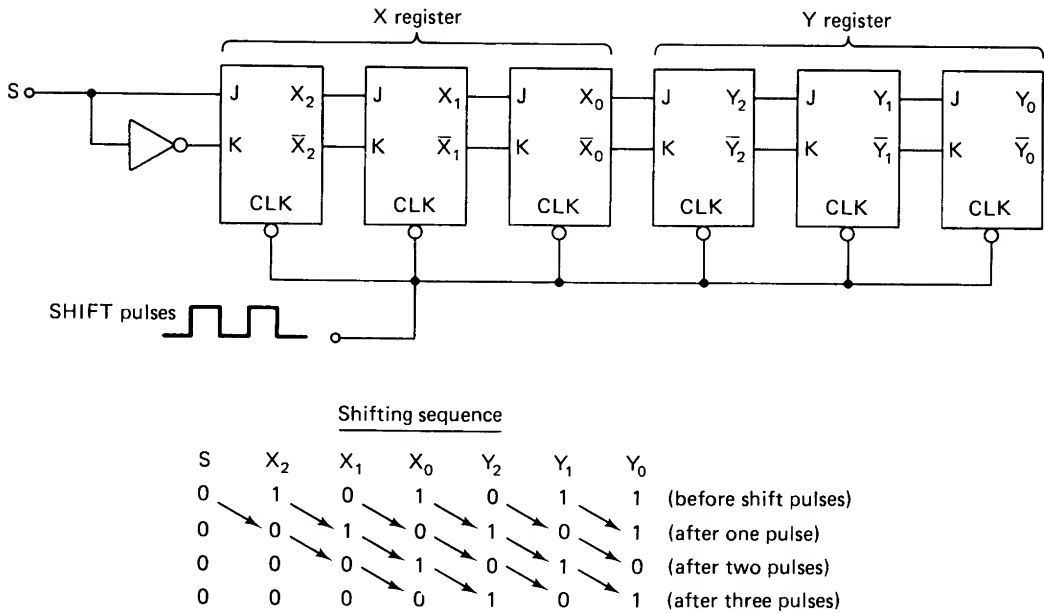 X register Y register
S J X₂ J X₁ J X₀ J Y₂ J Y₁ J Y₀
K X̅₂ K X̅₁ K X̅₀ K Y̅₂ K Y̅₁ K Y̅₀
CLK CLK CLK CLK CLK CLK
SHIFT pulses
Shifting sequence
S X₂ X₁ X₀ Y₂ Y₁ Y₀
0 1 0 1 0 1 1 (before shift pulses)
0 0 1 0 1 0 1 (after one pulse)
0 0 0 1 0 1 0 (after two pulses)
0 0 0 0 1 0 1 (after three pulses)